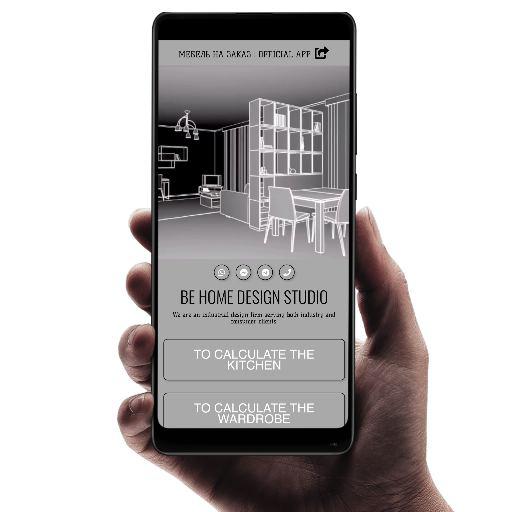 МЕБЕЛЬ НА ЗАКАЗ | OFFICIAL APP
BE HOME DESIGN STUDIO
We are an industrial design firm serving both industry and
consumer clients.
TO CALCULATE THE
KITCHEN
TO CALCULATE THE
WARDROBE